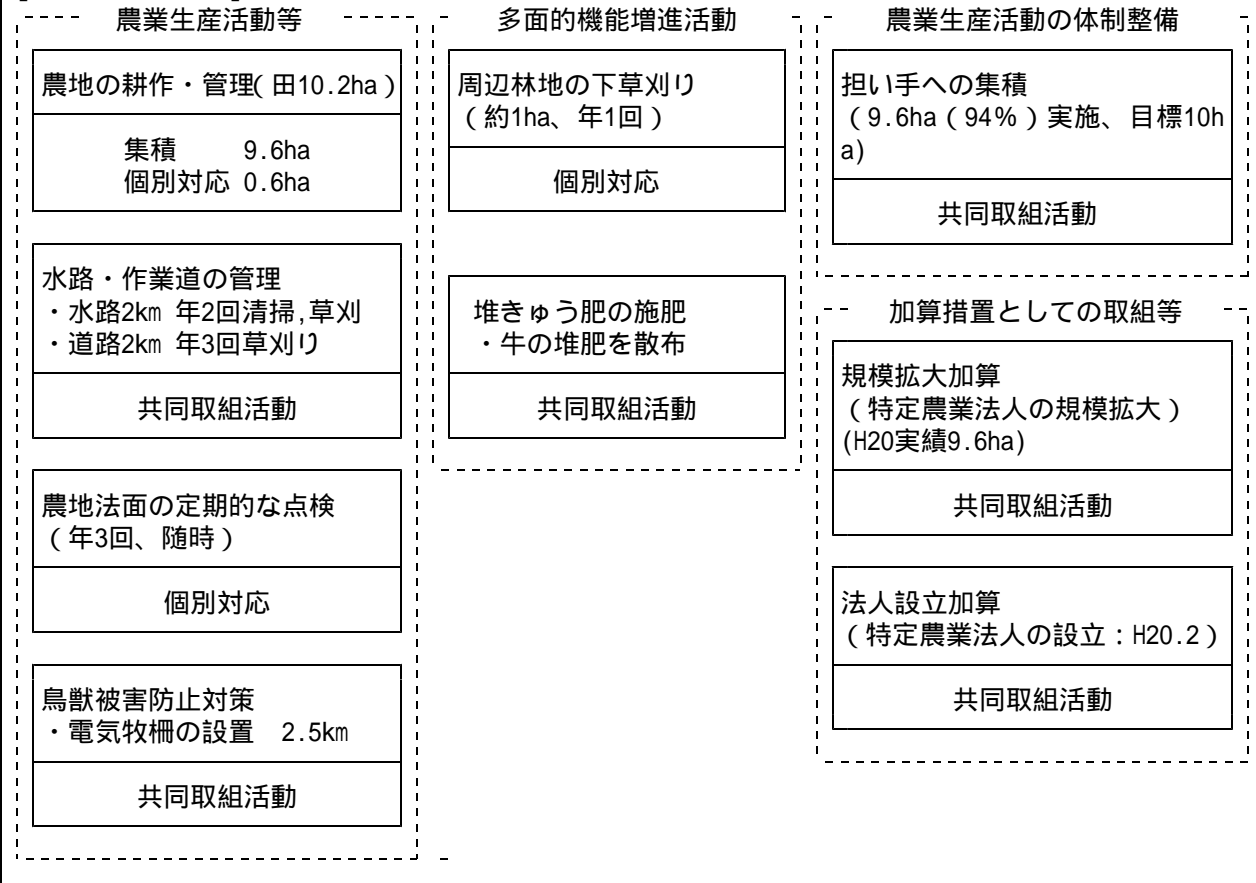 農業生産活動等
農地の耕作・管理(田10.2ha)
集積 9.6ha
個別対応 0.6ha
水路・作業道の管理
・水路2km 年2回清掃,草刈
・道路2km 年3回草刈り
共同取組活動
農地法面の定期的な点検
(年3回、随時)
個別対応
鳥獣被害防止対策
・電気牧柵の設置 2.5km
共同取組活動
多面的機能増進活動
周辺林地の下草刈り
(約1ha、年1回)
個別対応
堆きゅう肥の施肥
・牛の堆肥を散布
共同取組活動
農業生産活動の体制整備
担い手への集積
(9.6ha(94%)実施、目標10h
a)
共同取組活動
加算措置としての取組等
規模拡大加算
(特定農業法人の規模拡大)
(H20実績9.6ha)
共同取組活動
法人設立加算
(特定農業法人の設立:H20.2)
共同取組活動